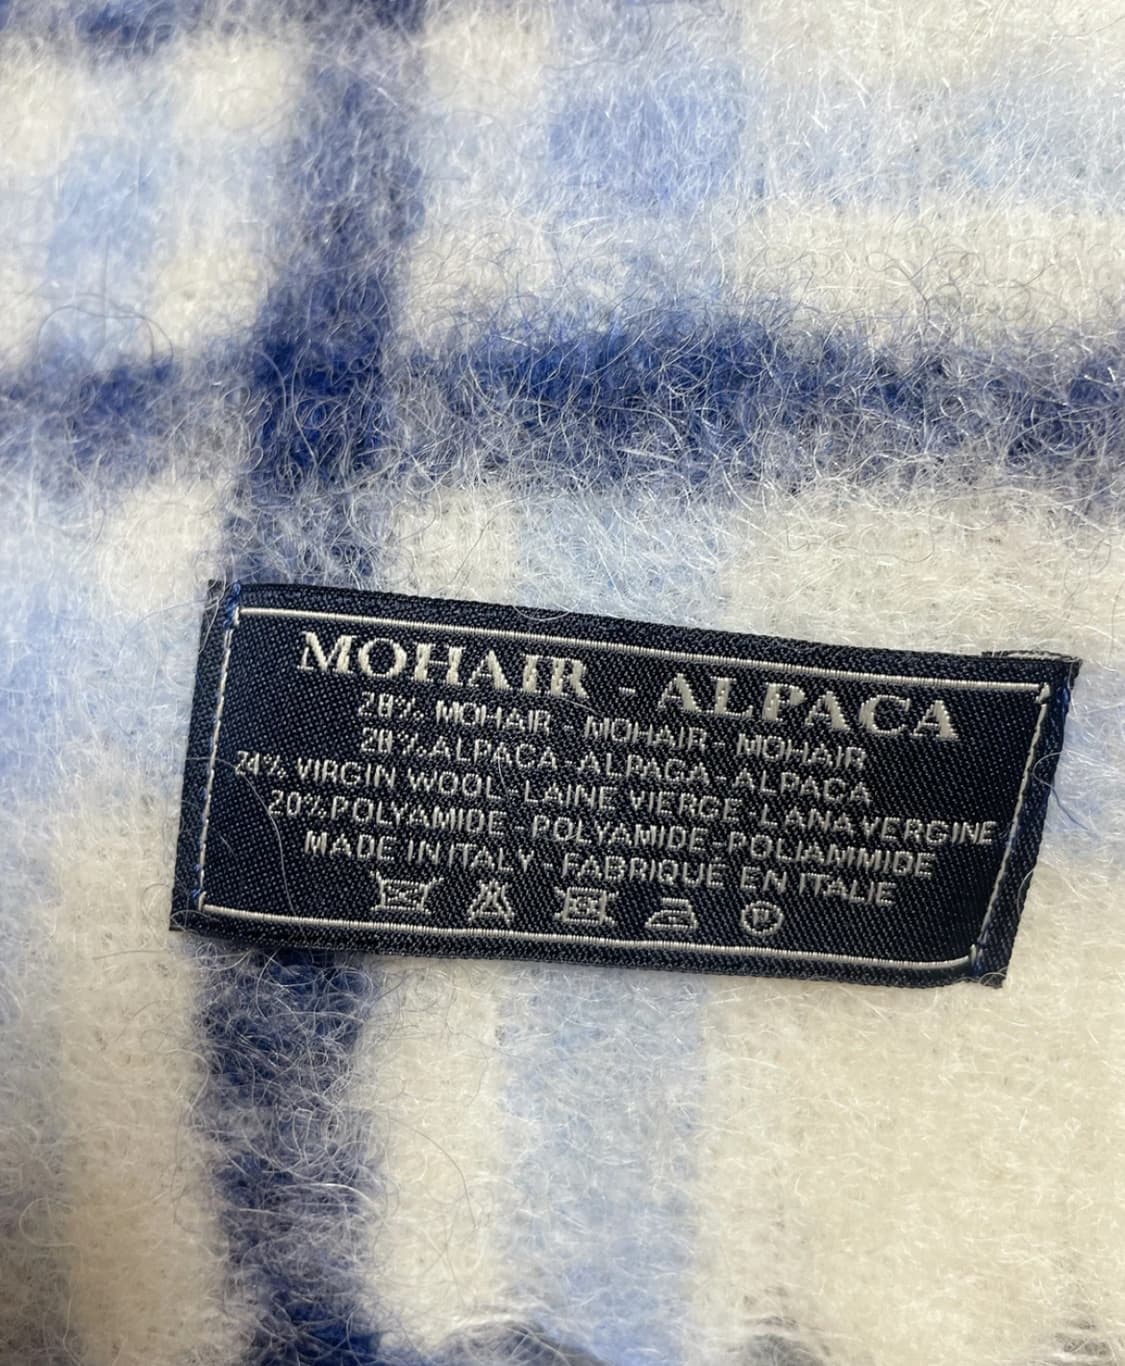 MOHAIR - ALPACA
28% MOHAIR - MOHAIR - MOHAIR
28% ALPACA - ALPACA - ALPACA
24% VIRGIN WOOL - LAINE VIERGE - LANA VERGINE
20% POLYAMIDE - POLYAMIDE - POLIAMMIDE
MADE IN ITALY - FABRIQUÉ EN ITALIE
P